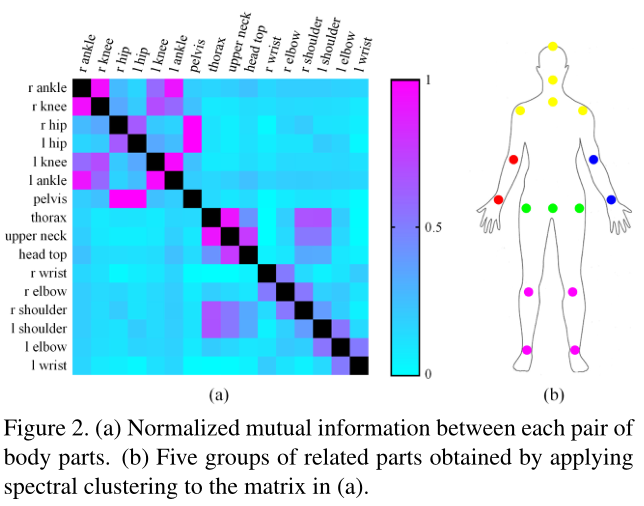 r ankle
r knee
r hip
l hip
l knee
l ankle
pelvis
thorax
upper neck
head top
r wrist
r elbow
r shoulder
l shoulder
l elbow
l wrist
r ankle
r knee
r hip
l hip
l knee
l ankle
pelvis
thorax
upper neck
head top
r wrist
r elbow
r shoulder
l shoulder
l elbow
l wrist
1
0.5
0
(a)
(b)
Figure 2. (a) Normalized mutual information between each pair of
body parts. (b) Five groups of related parts obtained by applying
spectral clustering to the matrix in (a).